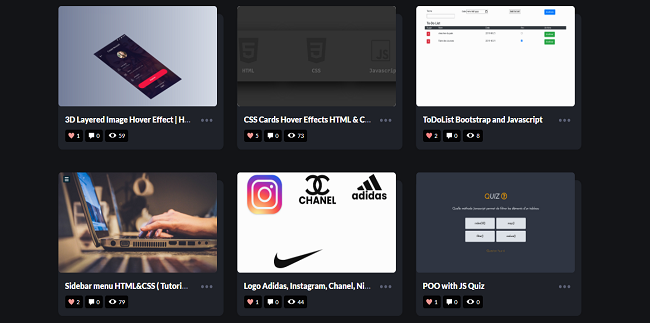 HTML
CSS
Javascript
ToDo List
3D Layered Image Hover Effect | H...
CSS Cards Hover Effects HTML & C...
ToDoList Bootstrap and Javascript
1 0 59
5 0 73
2 0 8
CHANEL
adidas
QUIZ
Sidebar menu HTML&CSS ( Tutori...
Logo Adidas, Instagram, Chanel, Ni...
POO with JS Quiz
2 0 79
1 0 44
1 0 0